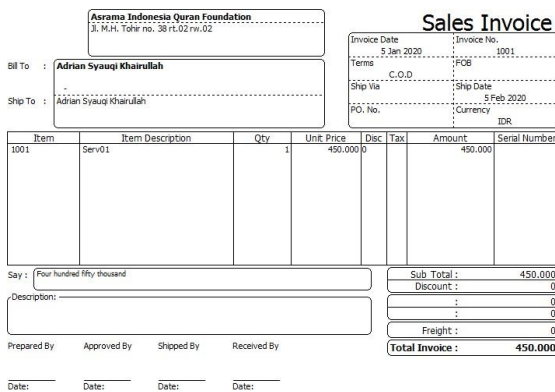 Asrama Indonesia Quran Foundation
Jl. M.H. Tohir no. 38 rt.02 rw.02
Sales Invoice
Invoice Date Invoice No.
5 Jan 2020 1001
Terms FOB
C.O.D
Ship Via Ship Date
5 Feb 2020
PO. No. Currency
IDR
Bill To : Adrian Syauqi Khairullah
-
Ship To : Adrian Syauqi Khairullah
Item Item Description Qty Unit Price Disc Tax Amount Serial Number
1001 Serv01 1 450.000 0 450.000
Say : Four hundred fifty thousand
Description:
Sub Total : 450.000
Discount : 0
: 0
: 0
Freight : 0
Total Invoice : 450.000
Prepared By Approved By Shipped By Received By
Date: Date: Date: Date: